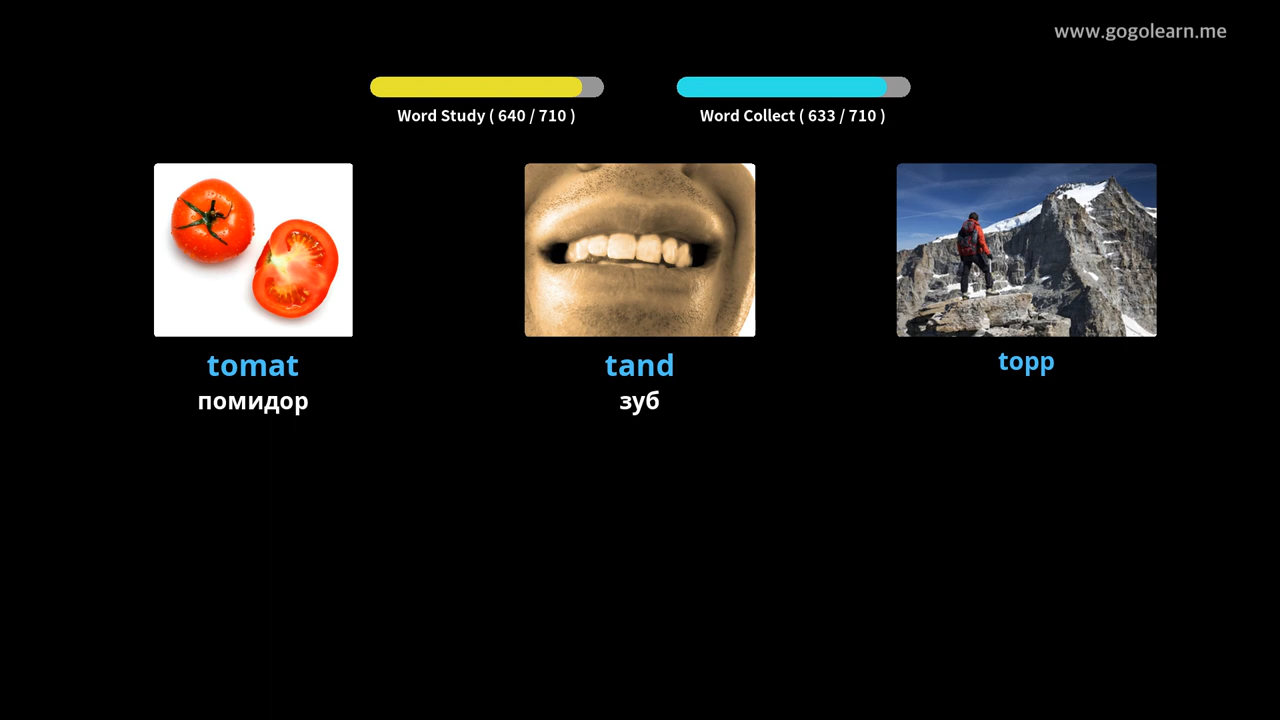 www.gogolearn.me
Word Study ( 640 / 710 )
Word Collect ( 633 / 710 )
tomat
помидор
tand
зуб
topp